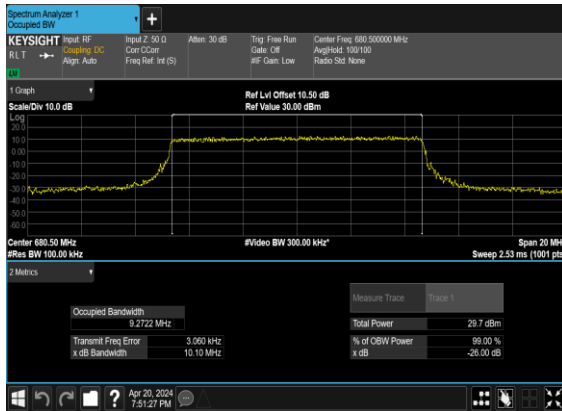 Spectrum Analyzer 1
Occupied BW
KEYSIGHT
R L T
Input: RF
Coupling: DC
Align: Auto
Input Z: 50 Ω
Corr CCorr
Freq Ref: Int (S)
Atten: 30 dB
Trig: Free Run
Gate: Off
#IF Gain: Low
Center Freq: 680.500000 MHz
Avg|Hold: 100/100
Radio Std: None
1 Graph
Scale/Div 10.0 dB
Ref Lvl Offset 10.50 dB
Ref Value 30.00 dBm
Log
20.0
10.0
0.00
-10.0
-20.0
-30.0
-40.0
-50.0
-60.0
Center 680.50 MHz
#Res BW 100.00 kHz
#Video BW 300.00 kHz*
Span 20 MH
Sweep 2.53 ms (1001 pts
2 Metrics
Measure Trace Trace 1
Occupied Bandwidth
9.2722 MHz
Total Power 29.7 dBm
Transmit Freq Error 3.060 kHz
% of OBW Power 99.00 %
x dB Bandwidth 10.10 MHz
x dB -26.00 dB
Apr 20, 2024
7:51:27 PM